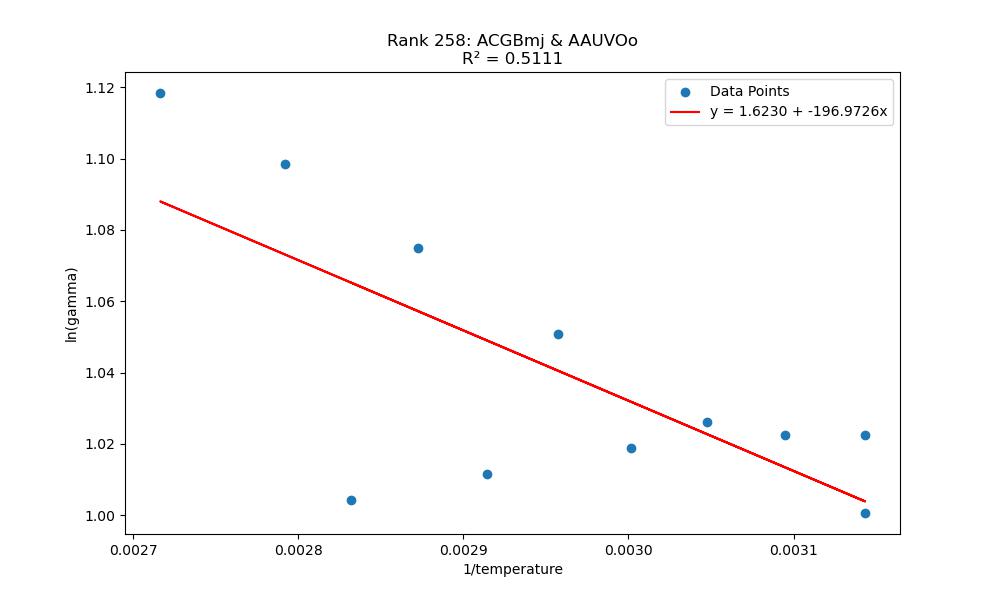 Rank 258: ACGBmj & AAUVOo
R² = 0.5111
Data Points
y = 1.6230 + -196.9726x
1.12
1.10
1.08
1.06
1.04
1.02
1.00
ln(gamma)
0.0027 0.0028 0.0029 0.0030 0.0031
1/temperature